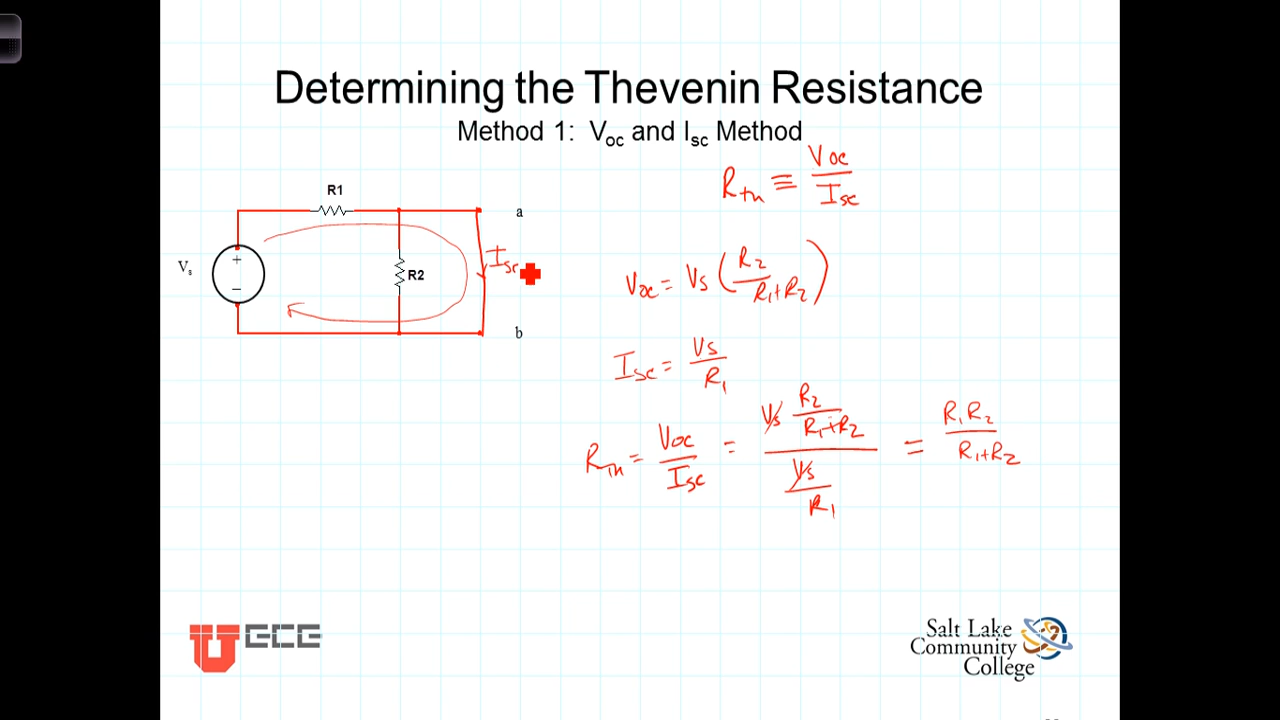 Determining the Thevenin Resistance
Method 1: Voc and Isc Method
Rth ≡ Voc / Isc
R1
a
Vs
+
−
R2
Isc
b
Voc = Vs (R2 / R1+R2)
Isc = Vs / R1
Rth = Voc / Isc = Vs R2 / R1+R2 / Vs / R1 = R1R2 / R1+R2
U ECE
Salt Lake
Community
College